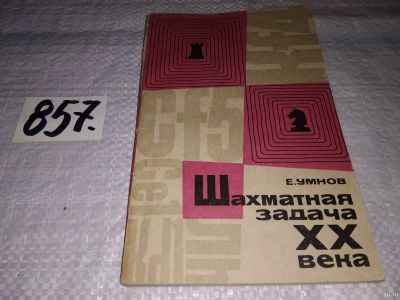 857.
Е.УМНОВ
Шахматная
задача
XX
века